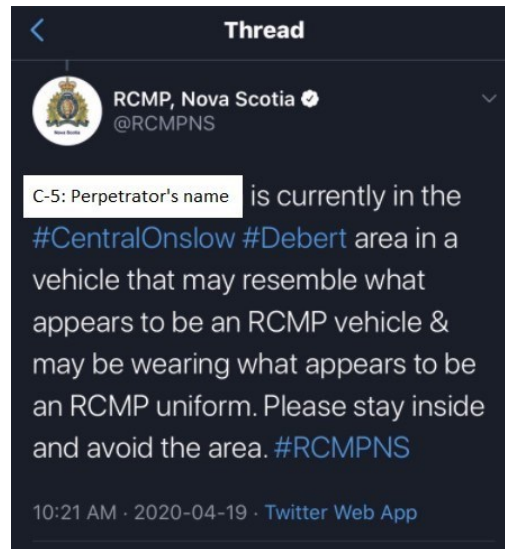 Thread
RCMP, Nova Scotia
@RCMPNS
C-5: Perpetrator's name is currently in the
#CentralOnslow #Debert area in a
vehicle that may resemble what
appears to be an RCMP vehicle &
may be wearing what appears to be
an RCMP uniform. Please stay inside
and avoid the area. #RCMPNS
10:21 AM · 2020-04-19 · Twitter Web App